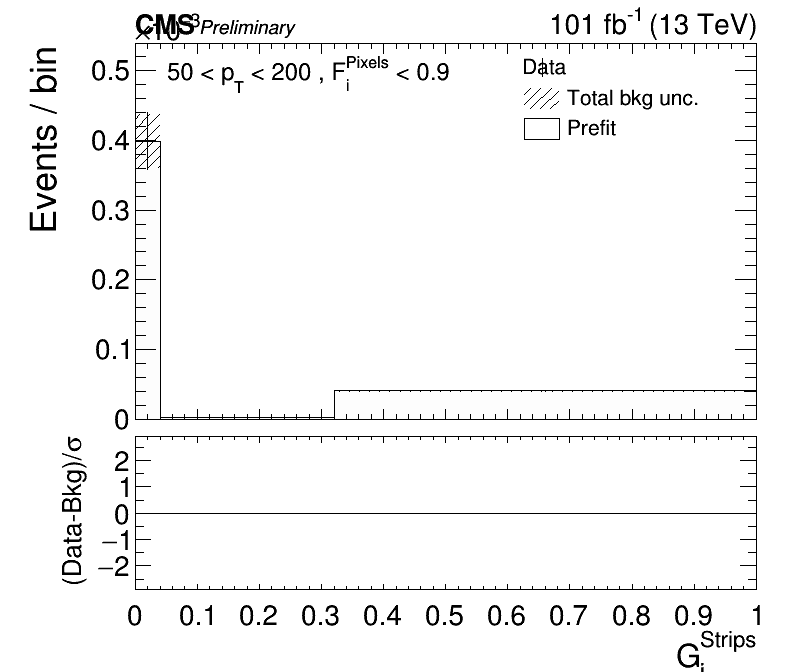 CMS Preliminary
×10⁻³
101 fb⁻¹ (13 TeV)
50 < p_T < 200 , F_i^Pixels < 0.9
Data
Total bkg unc.
Prefit
Events / bin
0.5
0.4
0.3
0.2
0.1
0
(Data-Bkg)/σ
2
1
0
−1
−2
0 0.1 0.2 0.3 0.4 0.5 0.6 0.7 0.8 0.9 1
G_i^Strips